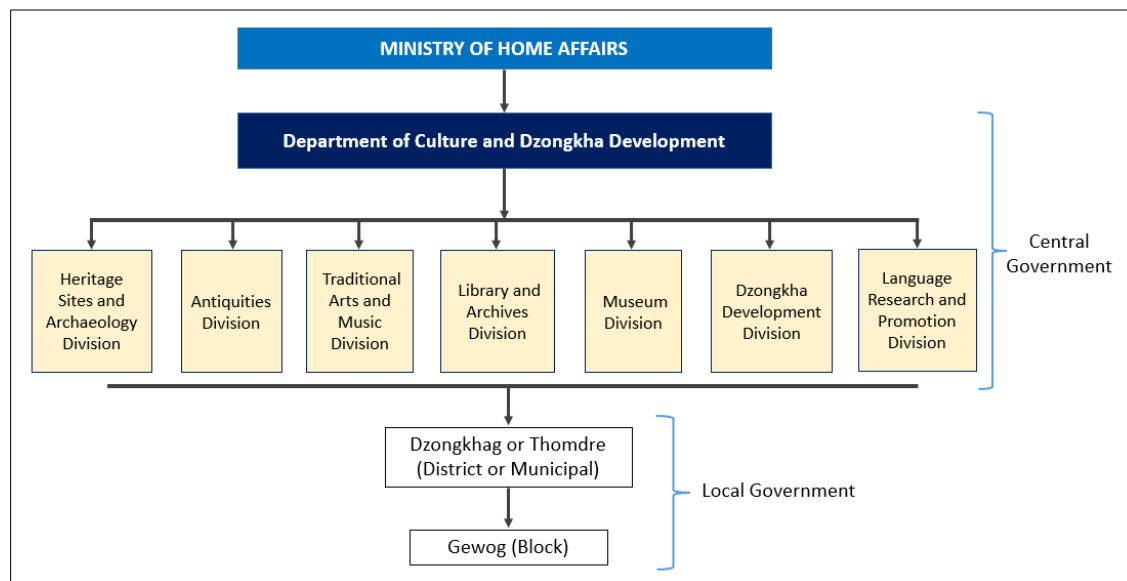 MINISTRY OF HOME AFFAIRS
Department of Culture and Dzongkha Development
Heritage
Sites and
Archaeology
Division
Antiquities
Division
Traditional
Arts and
Music
Division
Library and
Archives
Division
Museum
Division
Dzongkha
Development
Division
Language
Research and
Promotion
Division
Central
Government
Dzongkhag or Thomdre
(District or Municipal)
Local Government
Gewog (Block)